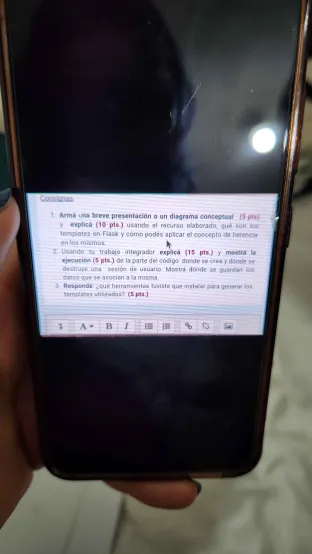 Consignas
1. Armá una breve presentación o un diagrama conceptual (5 pts)
y explicá (10 pts.) usando el recurso elaborado, qué son los
templates en Flask y cómo podés aplicar el concepto de herencia
en los mismos.
2. Usando tu trabajo integrador explicá (15 pts.) y mostrá la
ejecución (5 pts.) de la parte del código donde se crea y donde se
destruye una sesión de usuario. Mostrá dónde se guardan los
datos que se asocian a la misma.
3. Respondé: ¿qué herramientas tuviste que instalar para generar los
templates utilizados? (5 pts.)
A B I